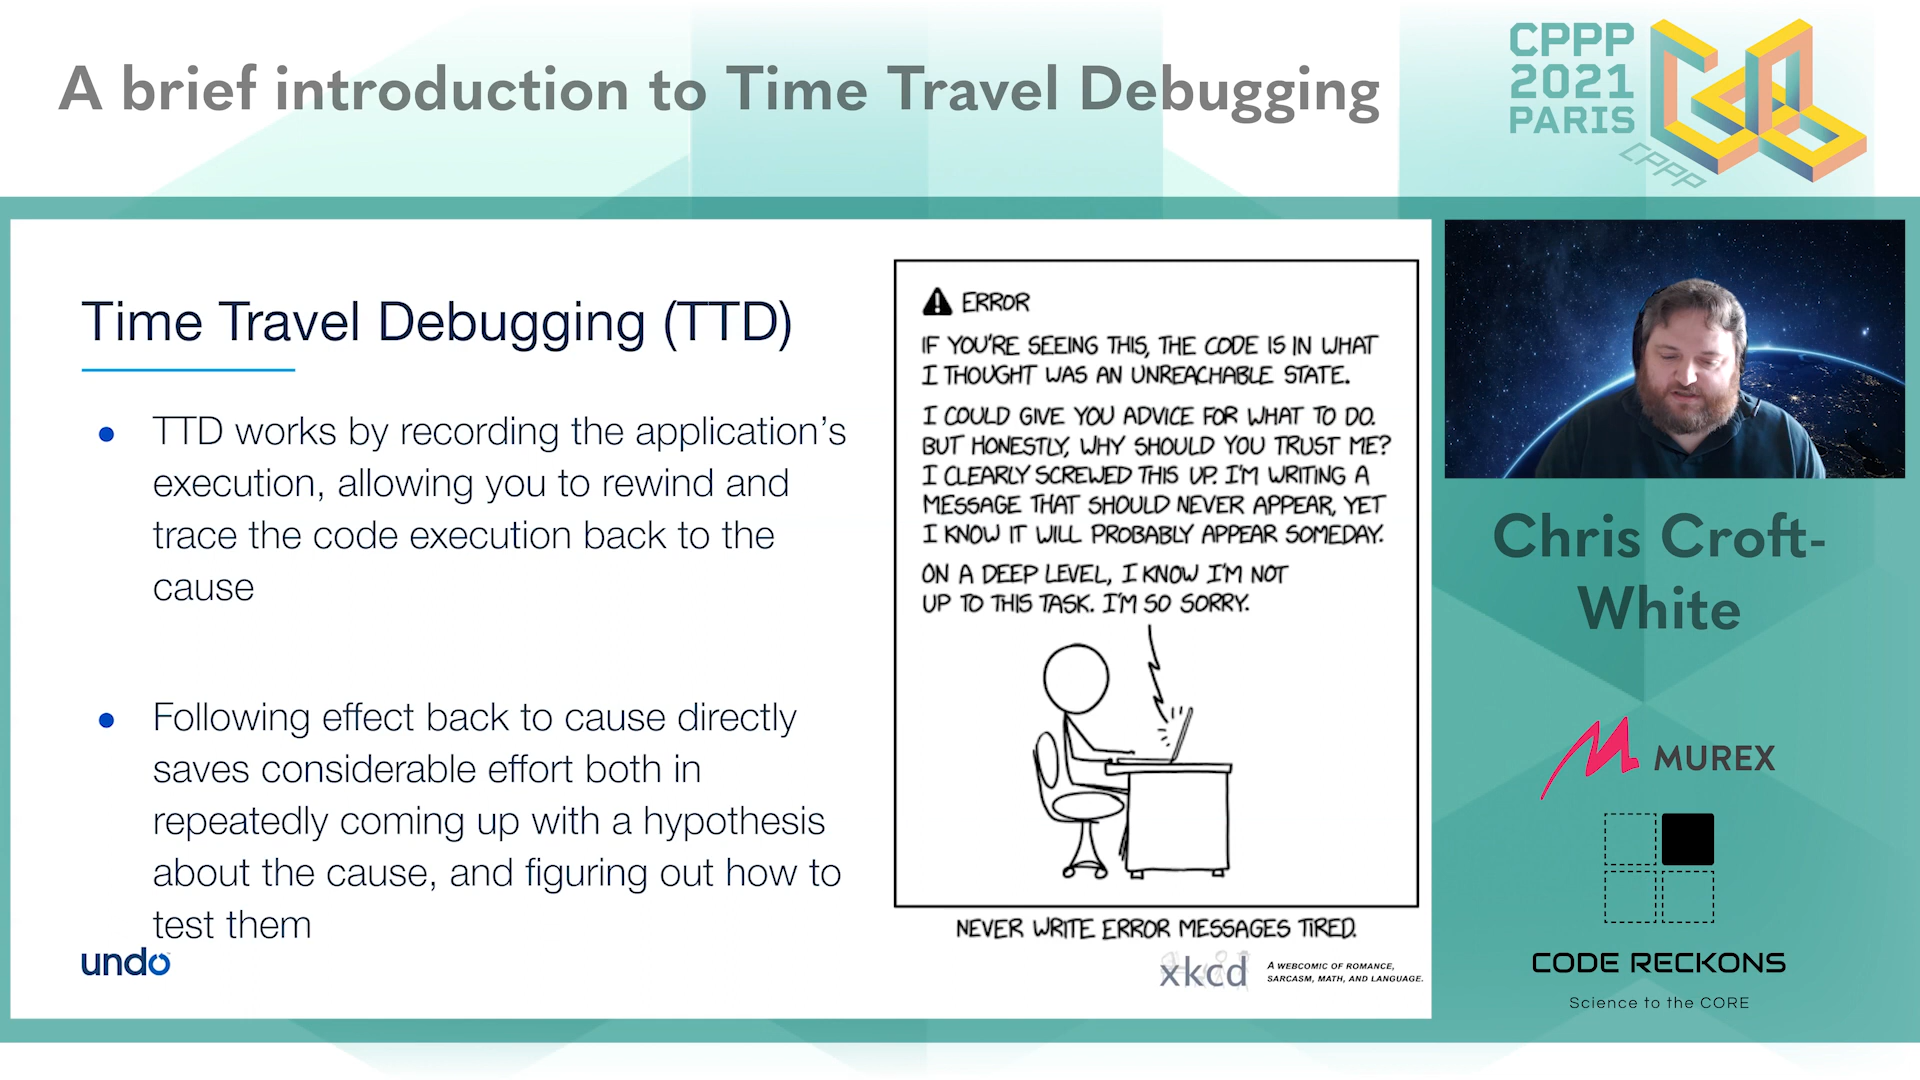 A brief introduction to Time Travel Debugging
CPPP
2021
PARIS
CPPP
Time Travel Debugging (TTD)
TTD works by recording the application's
execution, allowing you to rewind and
trace the code execution back to the
cause
Following effect back to cause directly
saves considerable effort both in
repeatedly coming up with a hypothesis
about the cause, and figuring out how to
test them
undo
ERROR
IF YOU'RE SEEING THIS, THE CODE IS IN WHAT
I THOUGHT WAS AN UNREACHABLE STATE.
I COULD GIVE YOU ADVICE FOR WHAT TO DO.
BUT HONESTLY, WHY SHOULD YOU TRUST ME?
I CLEARLY SCREWED THIS UP. I'M WRITING A
MESSAGE THAT SHOULD NEVER APPEAR, YET
I KNOW IT WILL PROBABLY APPEAR SOMEDAY.
ON A DEEP LEVEL, I KNOW I'M NOT
UP TO THIS TASK. I'M SO SORRY.
NEVER WRITE ERROR MESSAGES TIRED.
xkcd
A WEBCOMIC OF ROMANCE,
SARCASM, MATH, AND LANGUAGE.
Chris Croft-
White
MUREX
CODE RECKONS
Science to the CORE